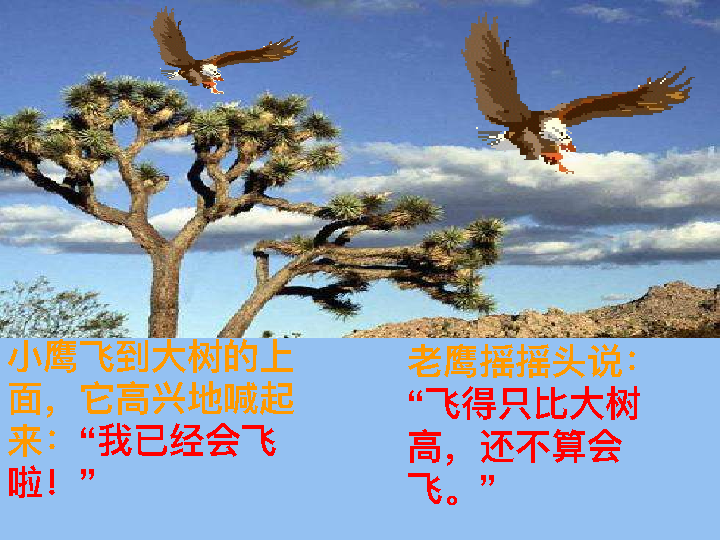 小鹰飞到大树的上
面，它高兴地喊起
来：“我已经会飞
啦！”
老鹰摇摇头说：
“飞得只比大树
高，还不算会
飞。”